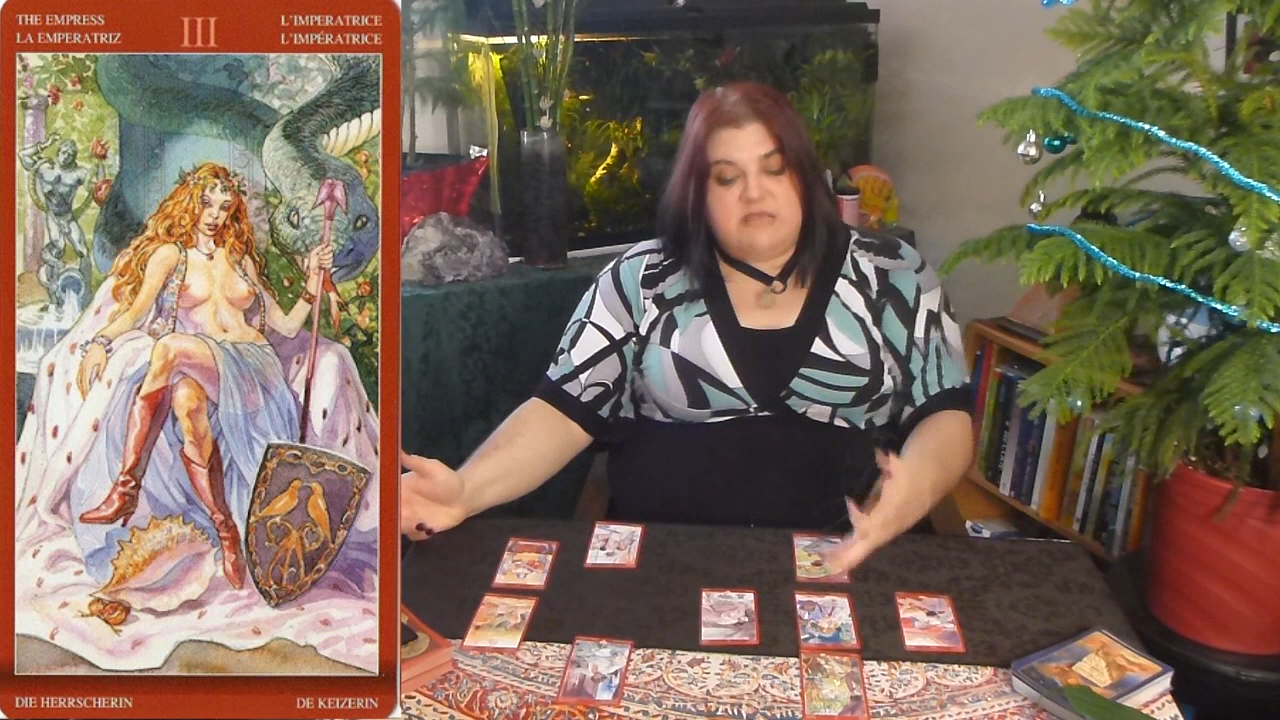 THE EMPRESS
LA EMPERATRIZ
III
L'IMPERATRICE
L'IMPÉRATRICE
DIE HERRSCHERIN
DE KEIZERIN